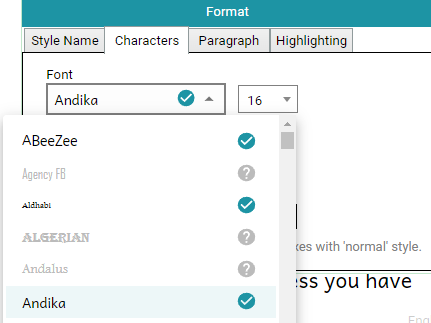 Format
Style Name Characters Paragraph Highlighting
Font
Andika 16
ABeeZee
Agency FB
Aldhabi
ALGERIAN
xes with 'normal' style.
Andalus
ess you have
Andika
Eng